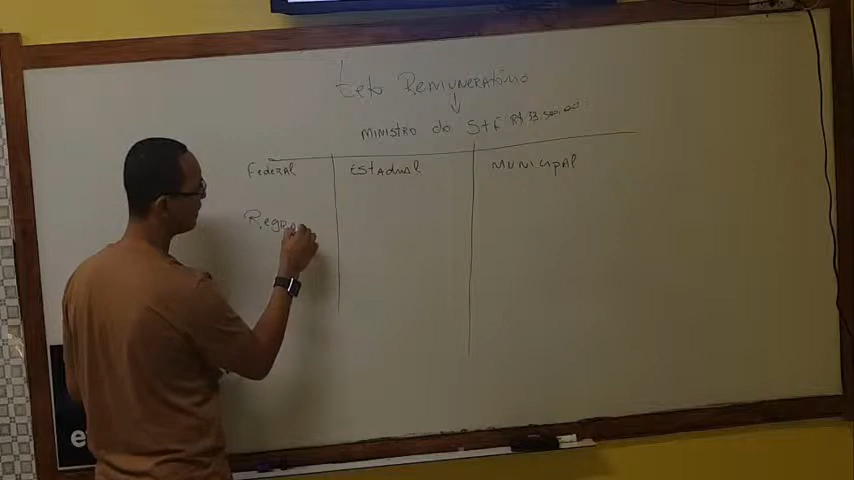 Teto Remuneratório
Ministro do STF R$ 33.500,00
Federal Estadual Municipal
Regra